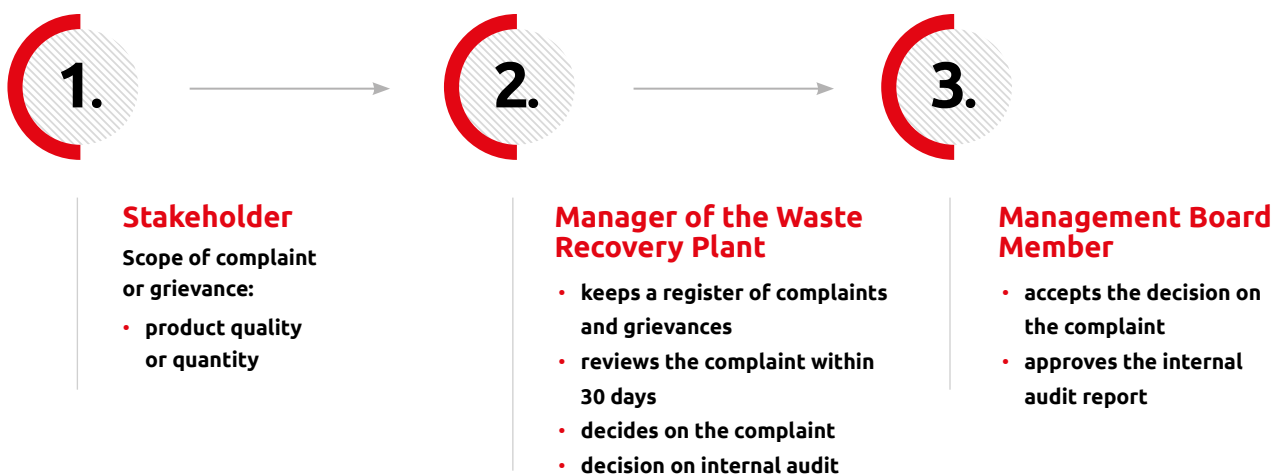 1.
2.
3.
Stakeholder
Scope of complaint
or grievance:
• product quality
or quantity
Manager of the Waste
Recovery Plant
• keeps a register of complaints
and grievances
• reviews the complaint within
30 days
• decides on the complaint
• decision on internal audit
Management Board
Member
• accepts the decision on
the complaint
• approves the internal
audit report